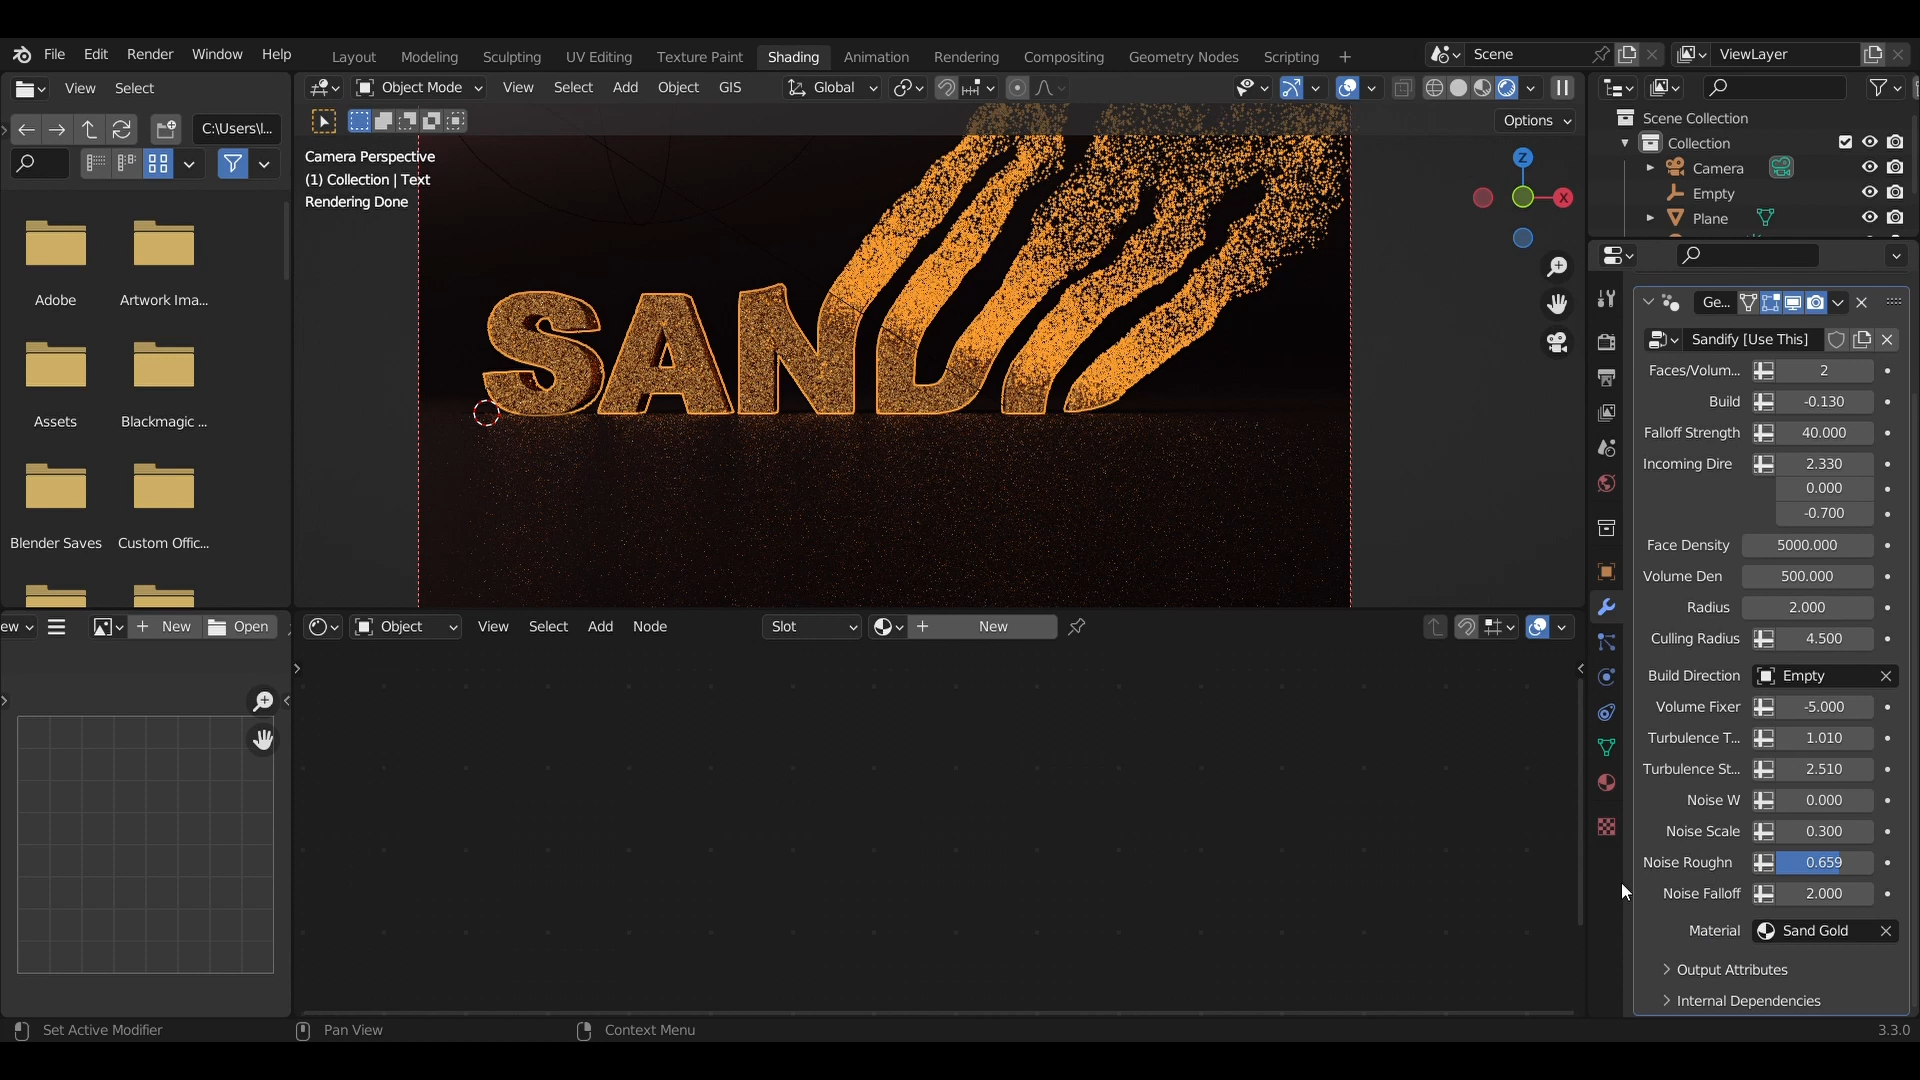 File Edit Render Window Help
Layout Modeling Sculpting UV Editing Texture Paint Shading Animation Rendering Compositing Geometry Nodes Scripting
Scene
ViewLayer
View Select
Object Mode View Select Add Object GIS
Global
C:\Users\l...
Options
Camera Perspective
(1) Collection | Text
Rendering Done
Z
X
SAND
Adobe
Artwork Ima...
Assets
Blackmagic ...
Blender Saves
Custom Offic...
Scene Collection
Collection
Camera
Empty
Plane
Ge...
Sandify [Use This]
Faces/Volum... 2
Build -0.130
Falloff Strength 40.000
Incoming Dire 2.330
0.000
-0.700
Face Density 5000.000
Volume Den 500.000
Radius 2.000
Culling Radius 4.500
Build Direction Empty
Volume Fixer -5.000
Turbulence T... 1.010
Turbulence St... 2.510
Noise W 0.000
Noise Scale 0.300
Noise Roughn 0.659
Noise Falloff 2.000
Material Sand Gold
Output Attributes
Internal Dependencies
ew New Open
Object View Select Add Node
Slot
New
Set Active Modifier
Pan View
Context Menu
3.3.0